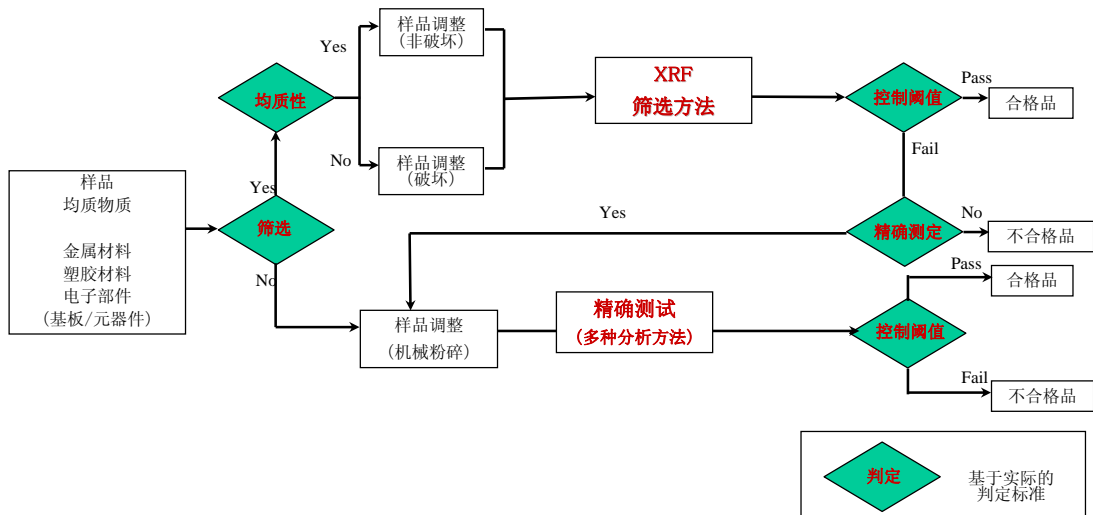 样品
均质物质
金属材料
塑胶材料
电子部件
(基板/元器件)
筛选
Yes
No
均质性
Yes
No
样品调整
(非破坏)
样品调整
(破坏)
XRF
筛选方法
控制阈值
Pass
合格品
Fail
精确测定
No
不合格品
Yes
样品调整
(机械粉碎)
精确测试
(多种分析方法)
控制阈值
Pass
合格品
Fail
不合格品
判定
基于实际的
判定标准